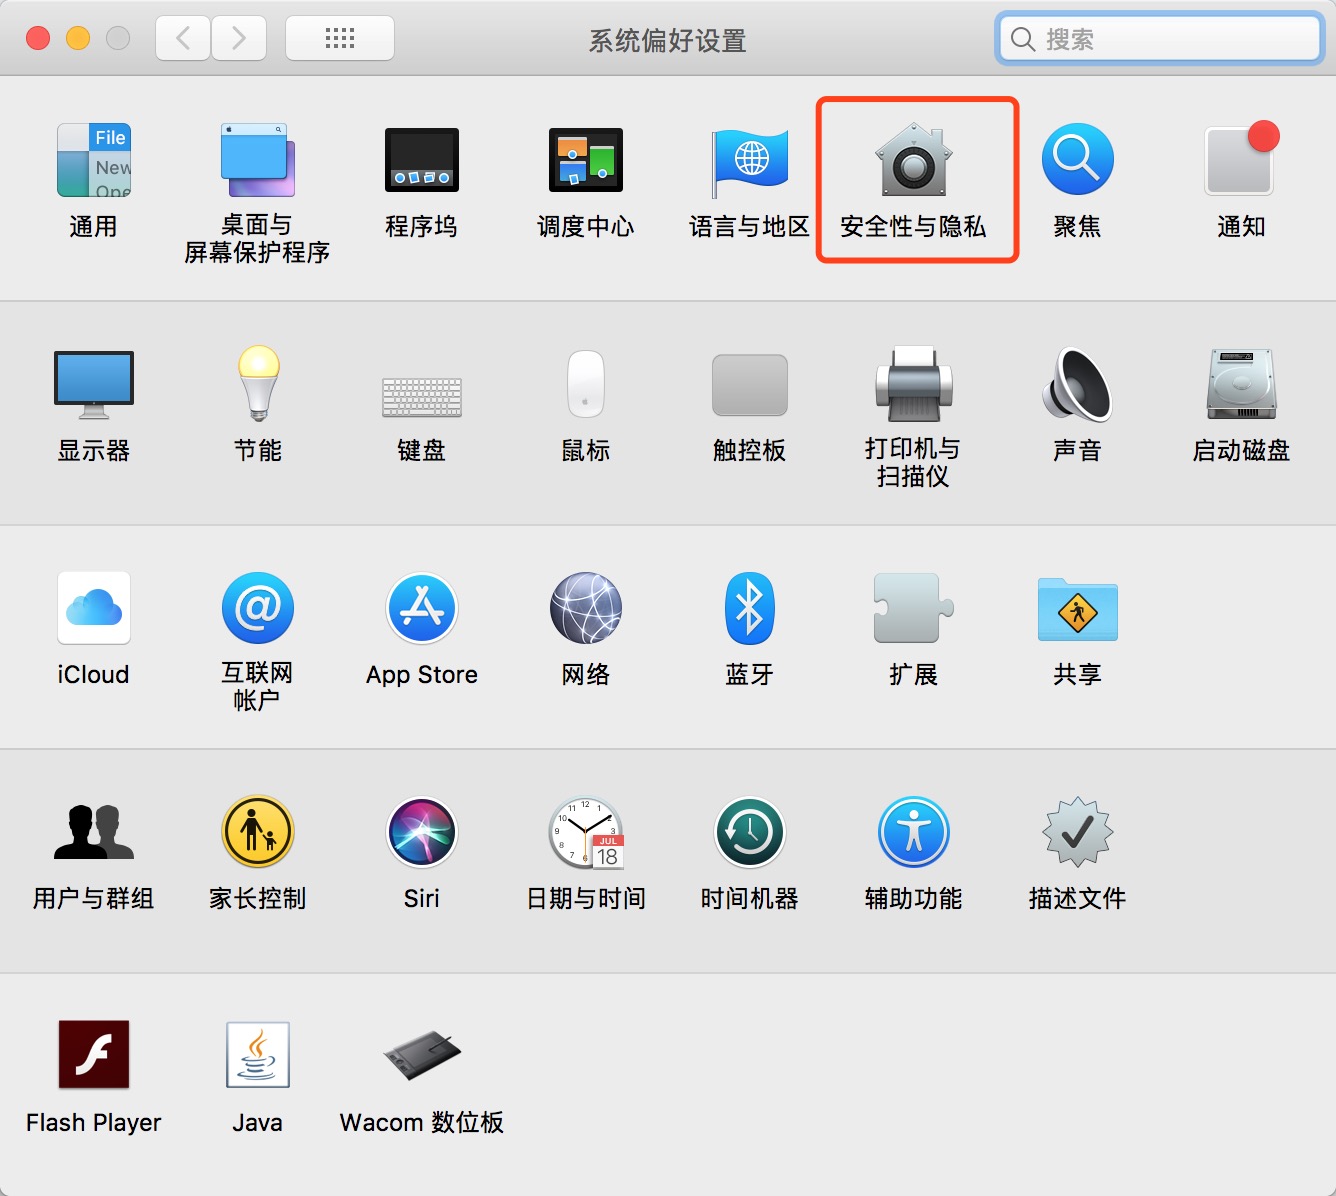 系统偏好设置
搜索
File
New
Ope
通用
桌面与
屏幕保护程序
程序坞
调度中心
语言与地区
安全性与隐私
聚焦
通知
显示器
节能
键盘
鼠标
触控板
打印机与
扫描仪
声音
启动磁盘
iCloud
互联网
帐户
App Store
网络
蓝牙
扩展
共享
用户与群组
家长控制
Siri
JUL
18
日期与时间
时间机器
辅助功能
描述文件
Flash Player
Java
Wacom 数位板